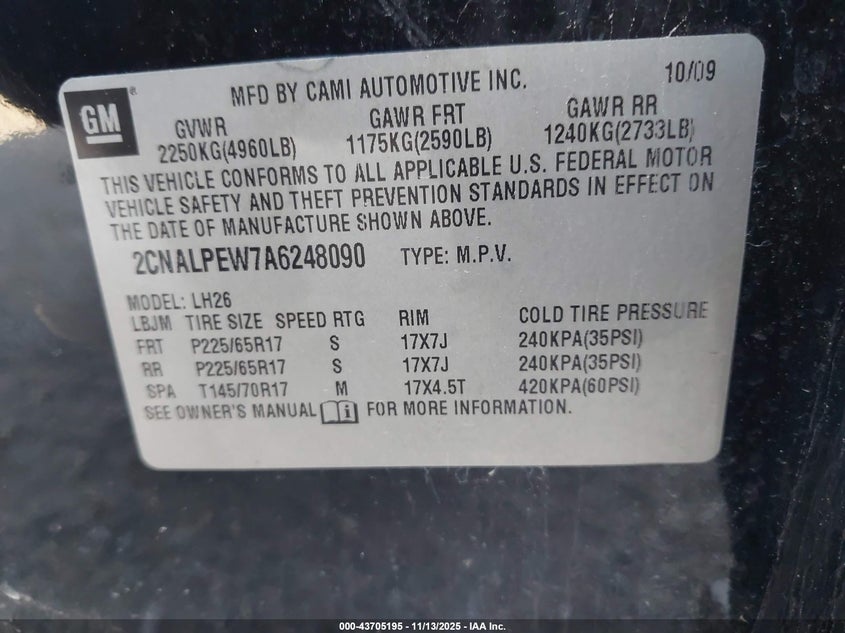 GM ®
MFD BY CAMI AUTOMOTIVE INC. 10/09
GVWR GAWR FRT GAWR RR
2250KG(4960LB) 1175KG(2590LB) 1240KG(2733LB)
THIS VEHICLE CONFORMS TO ALL APPLICABLE U.S. FEDERAL MOTOR
VEHICLE SAFETY AND THEFT PREVENTION STANDARDS IN EFFECT ON
THE DATE OF MANUFACTURE SHOWN ABOVE.
2CNALPEW7A6248090 TYPE: M.P.V.
MODEL: LH26
LBJM TIRE SIZE SPEED RTG RIM COLD TIRE PRESSURE
FRT P225/65R17 S 17X7J 240KPA(35PSI)
RR P225/65R17 S 17X7J 240KPA(35PSI)
SPA T145/70R17 M 17X4.5T 420KPA(60PSI)
SEE OWNER'S MANUAL i FOR MORE INFORMATION.
000-43705195 - 11/13/2025 - IAA Inc.